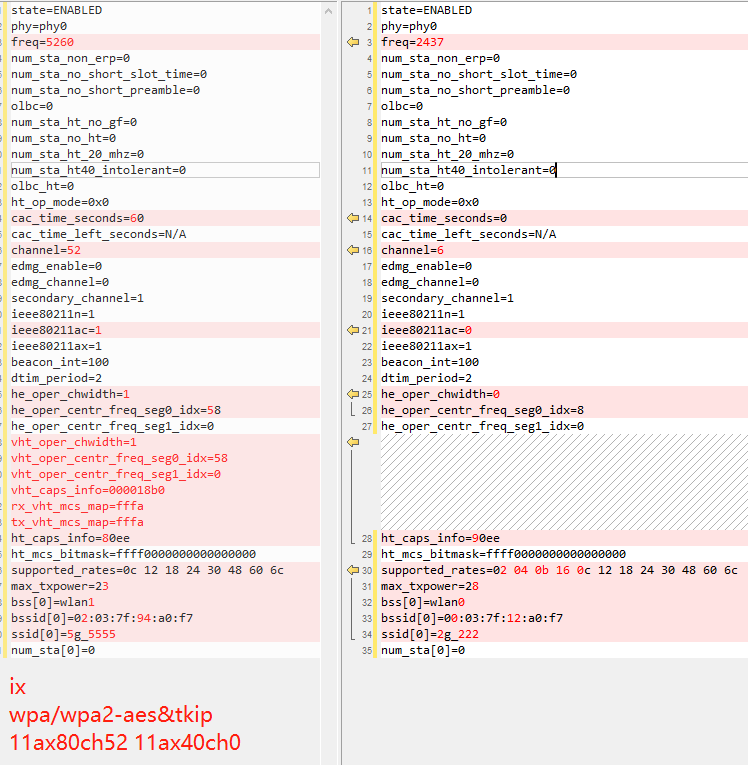 state=ENABLED
phy=phy0
freq=5260
num_sta_non_erp=0
num_sta_no_short_slot_time=0
num_sta_no_short_preamble=0
olbc=0
num_sta_ht_no_gf=0
num_sta_no_ht=0
num_sta_ht_20_mhz=0
num_sta_ht40_intolerant=0
olbc_ht=0
ht_op_mode=0x0
cac_time_seconds=60
cac_time_left_seconds=N/A
channel=52
edmg_enable=0
edmg_channel=0
secondary_channel=1
ieee80211n=1
ieee80211ac=1
ieee80211ax=1
beacon_int=100
dtim_period=2
he_oper_chwidth=1
he_oper_centr_freq_seg0_idx=58
he_oper_centr_freq_seg1_idx=0
vht_oper_chwidth=1
vht_oper_centr_freq_seg0_idx=58
vht_oper_centr_freq_seg1_idx=0
vht_caps_info=000018b0
rx_vht_mcs_map=fffa
tx_vht_mcs_map=fffa
ht_caps_info=80ee
ht_mcs_bitmask=ffff0000000000000000
supported_rates=0c 12 18 24 30 48 60 6c
max_txpower=23
bss[0]=wlan1
bssid[0]=02:03:7f:94:a0:f7
ssid[0]=5g_5555
num_sta[0]=0
ix
wpa/wpa2-aes&tkip
11ax80ch52 11ax40ch0
1 state=ENABLED
2 phy=phy0
3 freq=2437
4 num_sta_non_erp=0
5 num_sta_no_short_slot_time=0
6 num_sta_no_short_preamble=0
7 olbc=0
8 num_sta_ht_no_gf=0
9 num_sta_no_ht=0
10 num_sta_ht_20_mhz=0
11 num_sta_ht40_intolerant=0
12 olbc_ht=0
13 ht_op_mode=0x0
14 cac_time_seconds=0
15 cac_time_left_seconds=N/A
16 channel=6
17 edmg_enable=0
18 edmg_channel=0
19 secondary_channel=1
20 ieee80211n=1
21 ieee80211ac=0
22 ieee80211ax=1
23 beacon_int=100
24 dtim_period=2
25 he_oper_chwidth=0
26 he_oper_centr_freq_seg0_idx=8
27 he_oper_centr_freq_seg1_idx=0
28 ht_caps_info=90ee
29 ht_mcs_bitmask=ffff0000000000000000
30 supported_rates=02 04 0b 16 0c 12 18 24 30 48 60 6c
31 max_txpower=28
32 bss[0]=wlan0
33 bssid[0]=00:03:7f:12:a0:f7
34 ssid[0]=2g_222
35 num_sta[0]=0